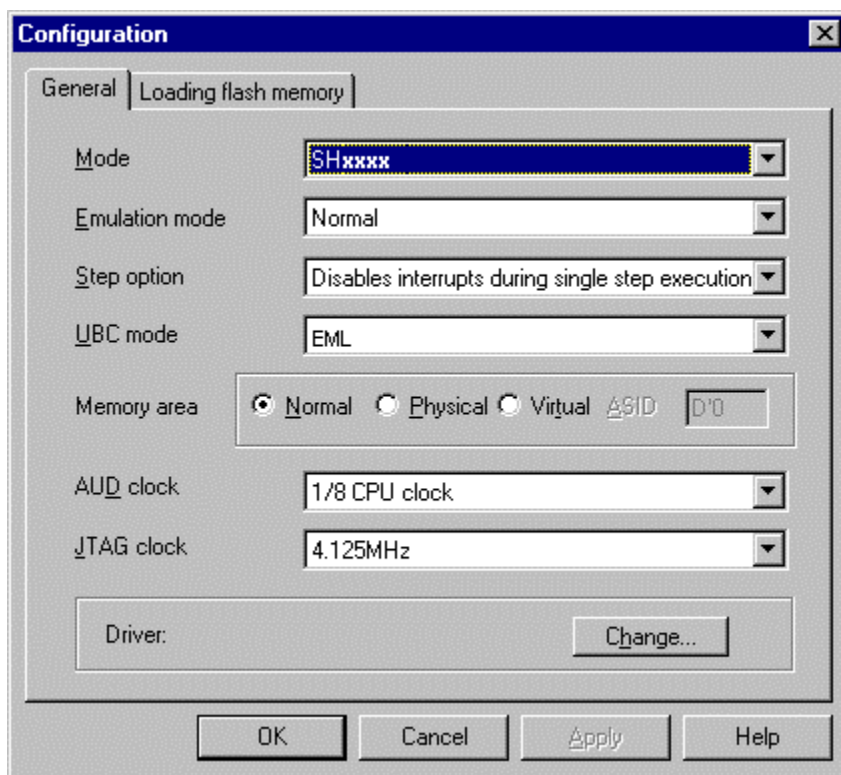 Configuration
General Loading flash memory
Mode SHxxxx
Emulation mode Normal
Step option Disables interrupts during single step execution
UBC mode EML
Memory area Normal Physical Virtual ASID D'0
AUD clock 1/8 CPU clock
JTAG clock 4.125MHz
Driver: Change...
OK Cancel Apply Help